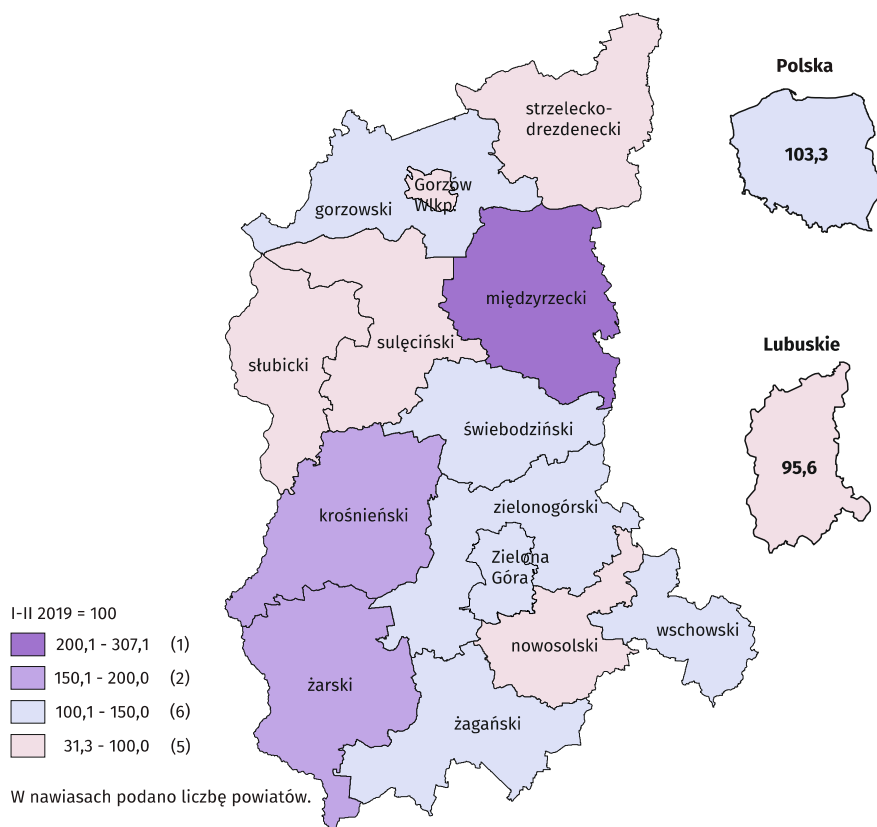 Polska
103,3
strzelecko-
drezdenecki
Gorzów
Wlkp.
gorzowski
międzyrzecki
sulęciński
słubicki
Lubuskie
95,6
świebodziński
zielonogórski
krośnieński
Zielona
Góra
wschowski
nowosolski
żarski
żagański
I-II 2019 = 100
200,1 - 307,1 (1)
150,1 - 200,0 (2)
100,1 - 150,0 (6)
31,3 - 100,0 (5)
W nawiasach podano liczbę powiatów.